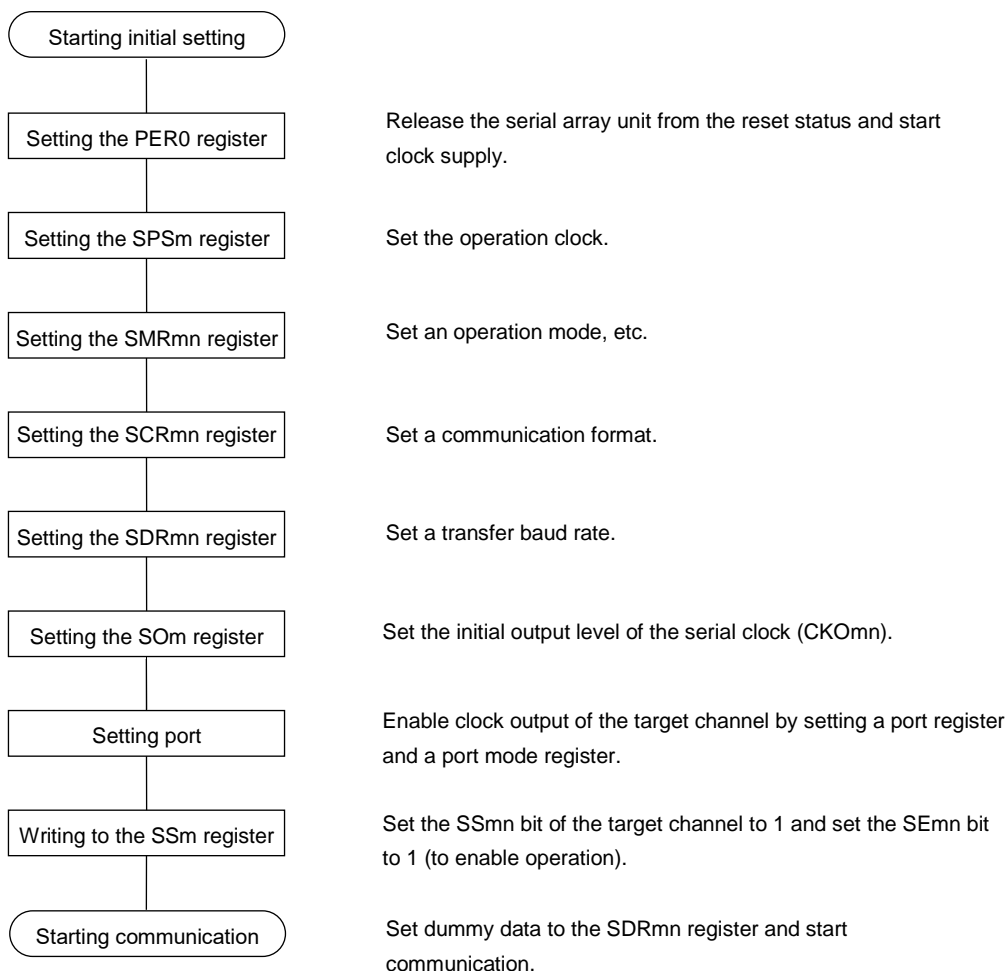 Starting initial setting
Setting the PER0 register
Release the serial array unit from the reset status and start
clock supply.
Setting the SPSm register
Set the operation clock.
Setting the SMRmn register
Set an operation mode, etc.
Setting the SCRmn register
Set a communication format.
Setting the SDRmn register
Set a transfer baud rate.
Setting the SOm register
Set the initial output level of the serial clock (CKOmn).
Setting port
Enable clock output of the target channel by setting a port register
and a port mode register.
Writing to the SSm register
Set the SSmn bit of the target channel to 1 and set the SEmn bit
to 1 (to enable operation).
Starting communication
Set dummy data to the SDRmn register and start
communication.